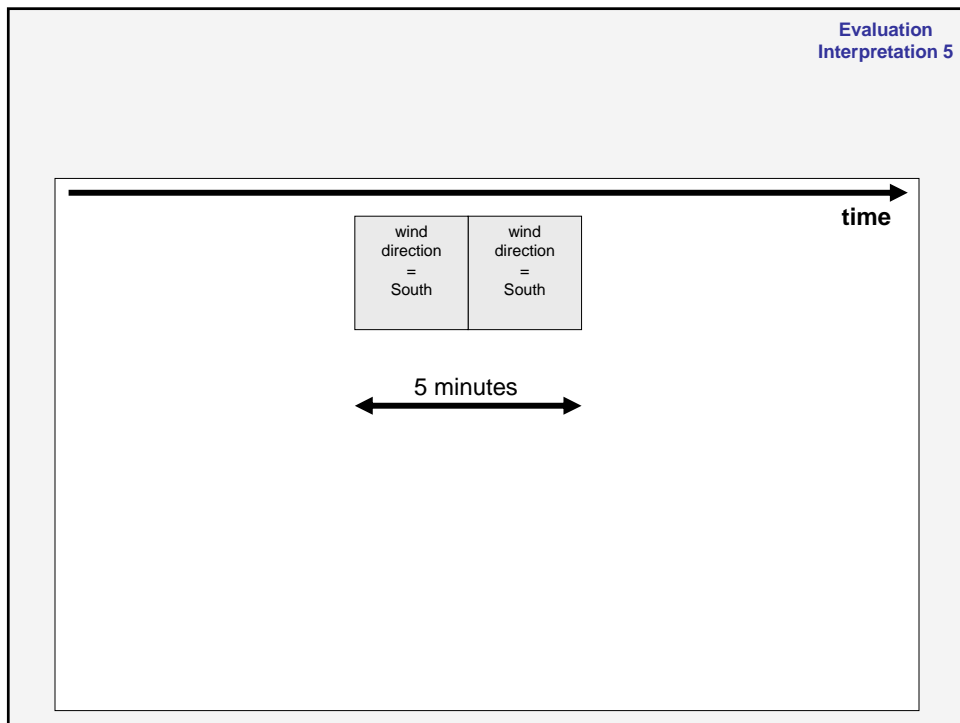 Evaluation
Interpretation 5
time
wind
direction
=
South
wind
direction
=
South
5 minutes